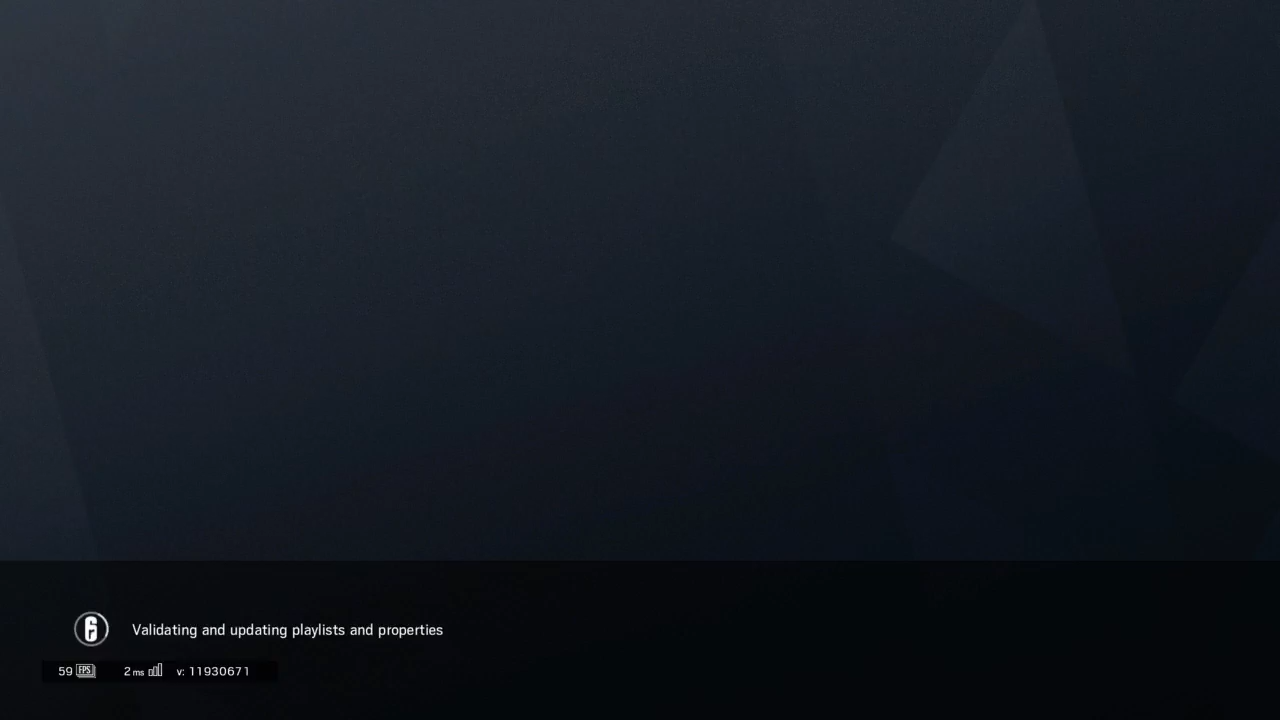 Validating and updating playlists and properties
59 FPS 2 ms v: 11930671